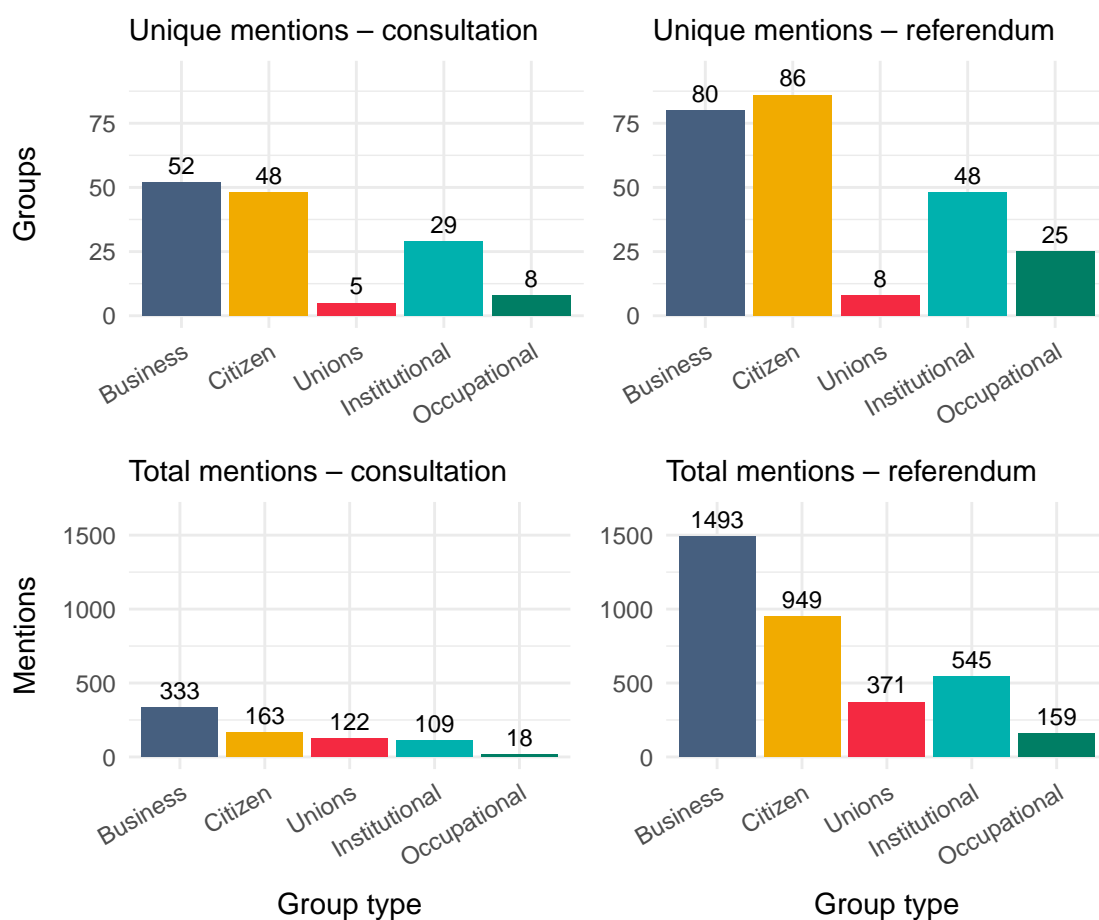 Unique mentions – consultation
Groups
75
50
25
0
52
48
5
29
8
Business
Citizen
Unions
Institutional
Occupational
Unique mentions – referendum
75
50
25
0
80
86
8
48
25
Business
Citizen
Unions
Institutional
Occupational
Total mentions – consultation
Mentions
1500
1000
500
0
333
163
122
109
18
Business
Citizen
Unions
Institutional
Occupational
Group type
Total mentions – referendum
1500
1000
500
0
1493
949
371
545
159
Business
Citizen
Unions
Institutional
Occupational
Group type